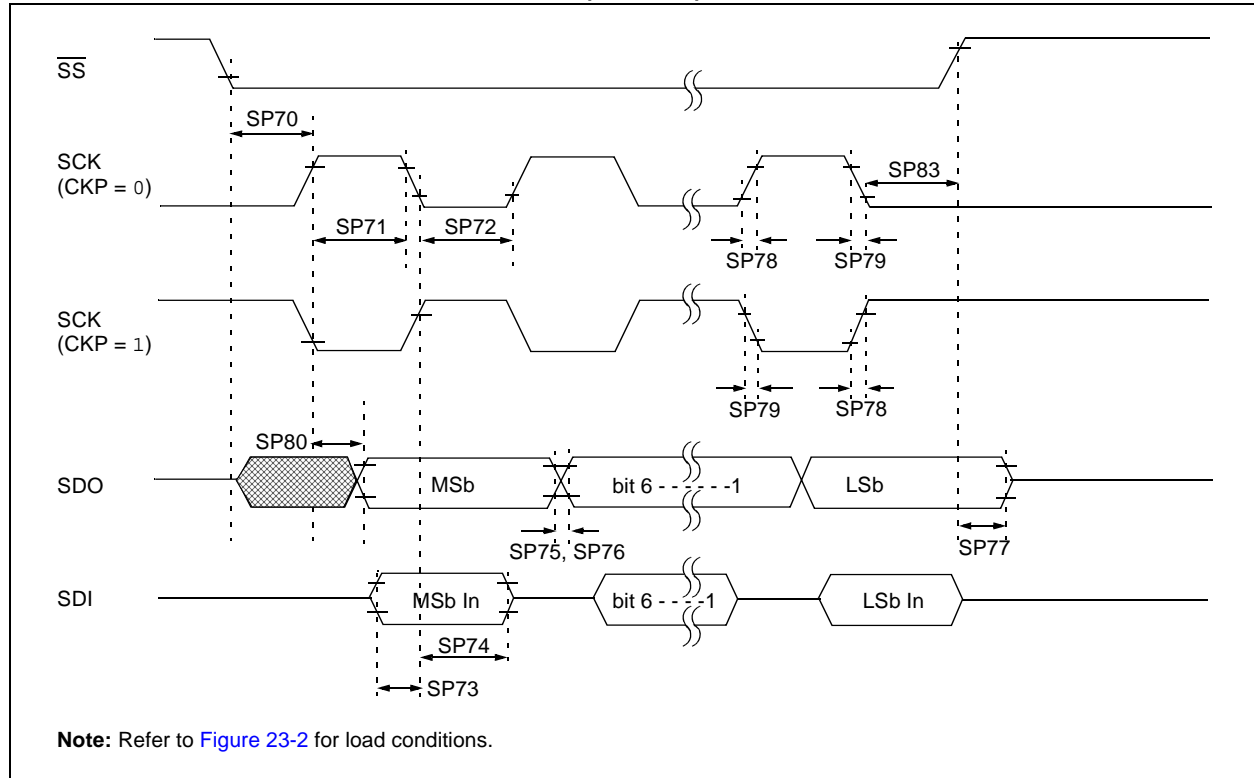 SS
SP70
SCK
(CKP = 0)
SP83
SP71
SP72
SP78
SP79
SCK
(CKP = 1)
SP79
SP78
SP80
SDO
MSb
bit 6 - - - - - -1
LSb
SP75, SP76
SP77
SDI
MSb In
bit 6 - - - -1
LSb In
SP74
SP73
Note: Refer to Figure 23-2 for load conditions.